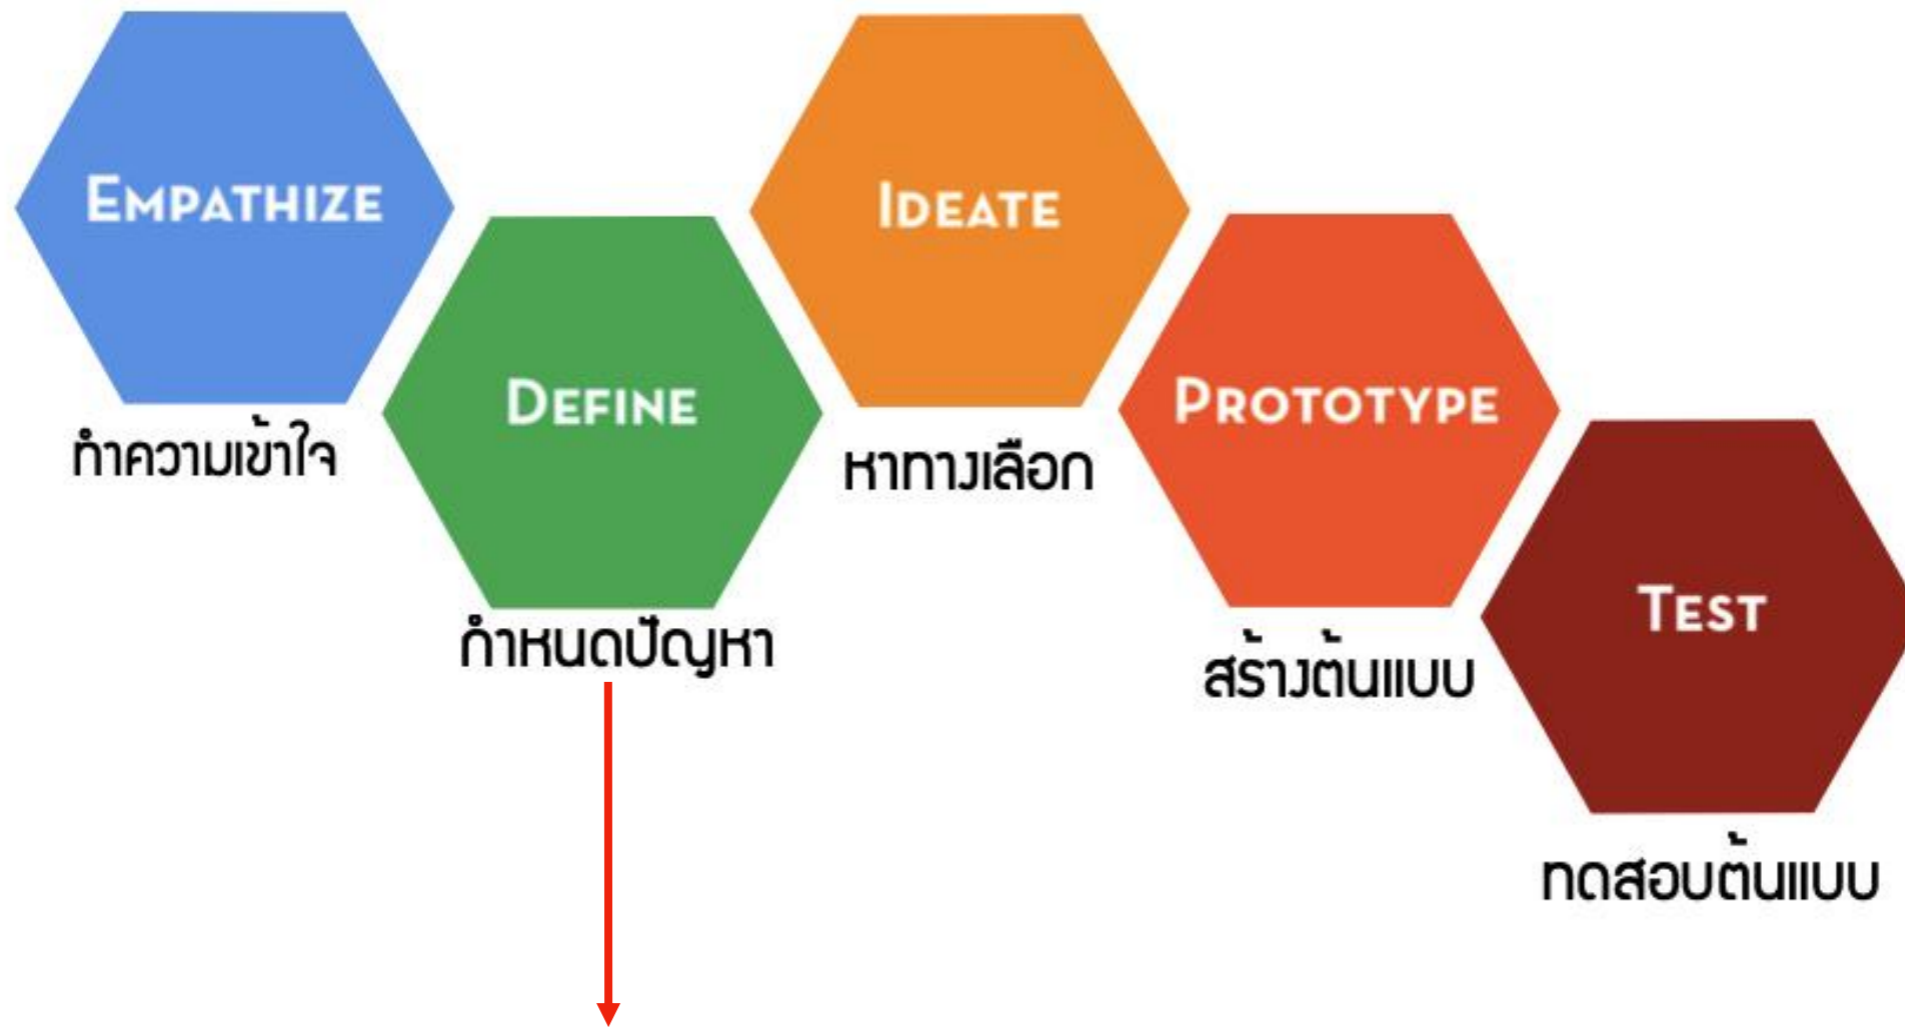 EMPATHIZE
ทำความเข้าใจ
DEFINE
กำหนดปัญหา
IDEATE
หาทางเลือก
PROTOTYPE
สร้างต้นแบบ
TEST
ทดสอบต้นแบบ